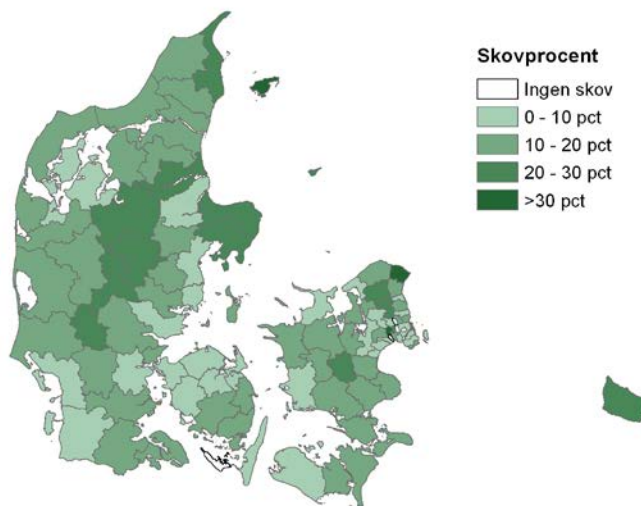 Skovprocent
Ingen skov
0 - 10 pct
10 - 20 pct
20 - 30 pct
>30 pct